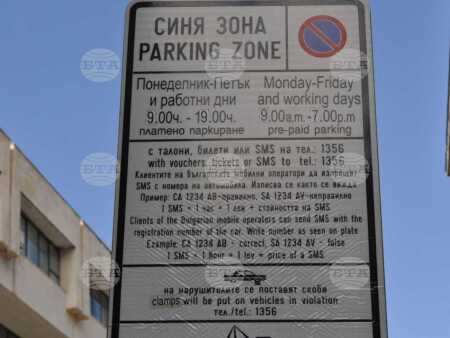 СИНЯ ЗОНА
PARKING ZONE
Понеделник-Петък
и работни дни
9.00ч. - 19.00ч.
платено паркиране
Monday-Friday
and working days
9.00a.m.-7.00p.m
pre-paid parking
с талони, билети или SMS на тел.: 1356
with vouchers, tickets or SMS to tel.: 1356
Клиентите на българските мобилни оператори да изпращат
SMS с номера на автомобила. Изписва се както се вижда
Пример: CA 1234 AB-правилно, SA 1234 AV-неправилно
1 SMS = 1 час = 1 лев + стойността на SMS
Clients of the Bulgarian mobile operators can send SMS with the
registration number of the car. Write number as seen on plate
Example: CA 1234 AB - correct, SA 1234 AV - false
1 SMS = 1 hour = 1 lev + price of a SMS
на нарушителите се поставят скоби
clamps will be put on vehicles in violation
тел./tel.: 1356